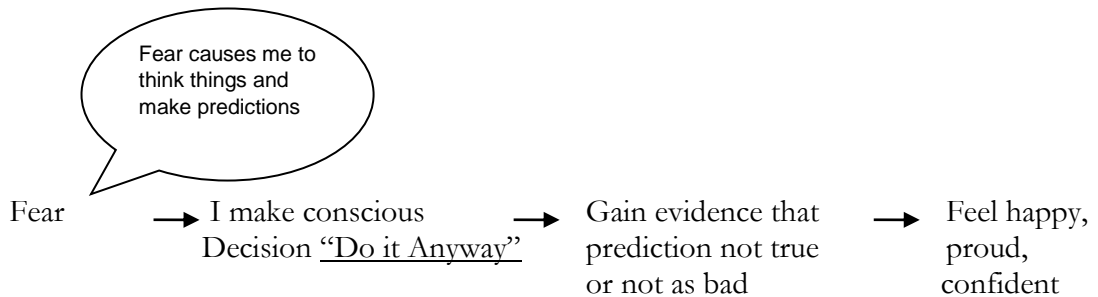 Fear causes me to
think things and
make predictions
Fear
I make conscious
Decision “Do it Anyway”
Gain evidence that
prediction not true
or not as bad
Feel happy,
proud,
confident